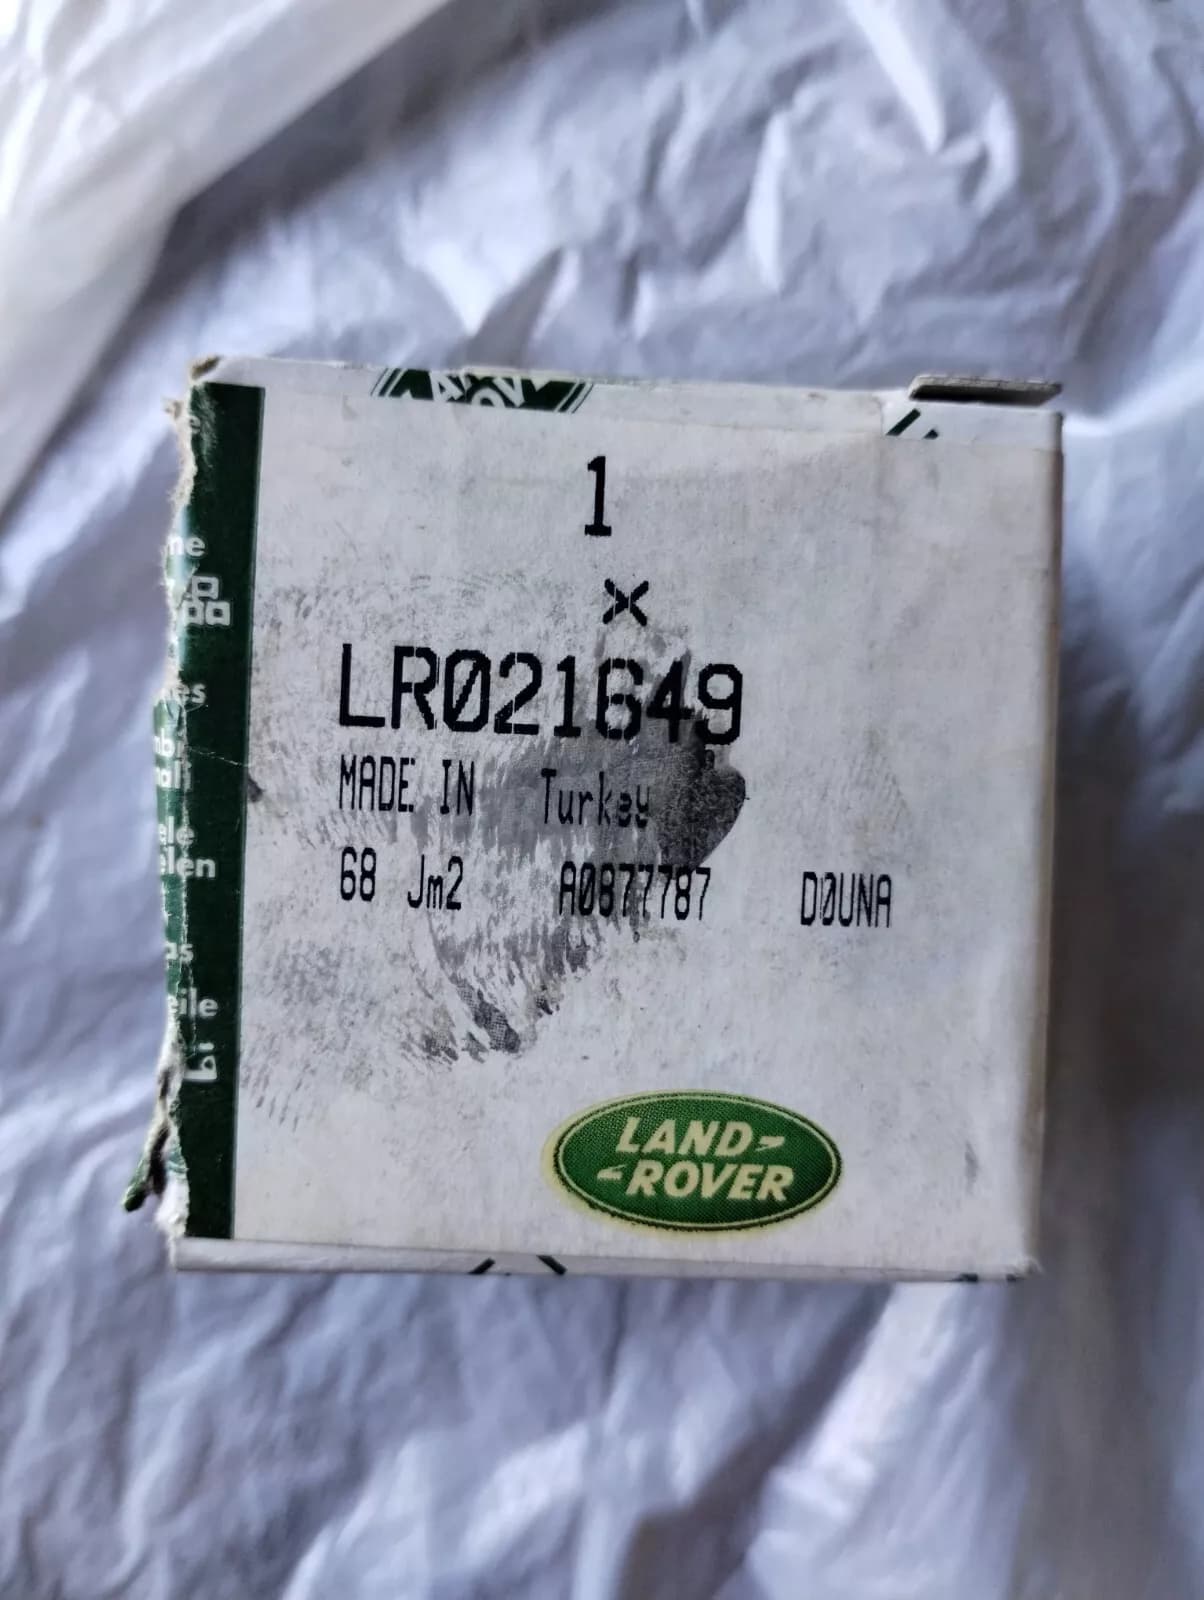 1
x
LR021649
MADE IN Turkey
68 Jm2 A0877787 D0UNA
LAND-
-ROVER